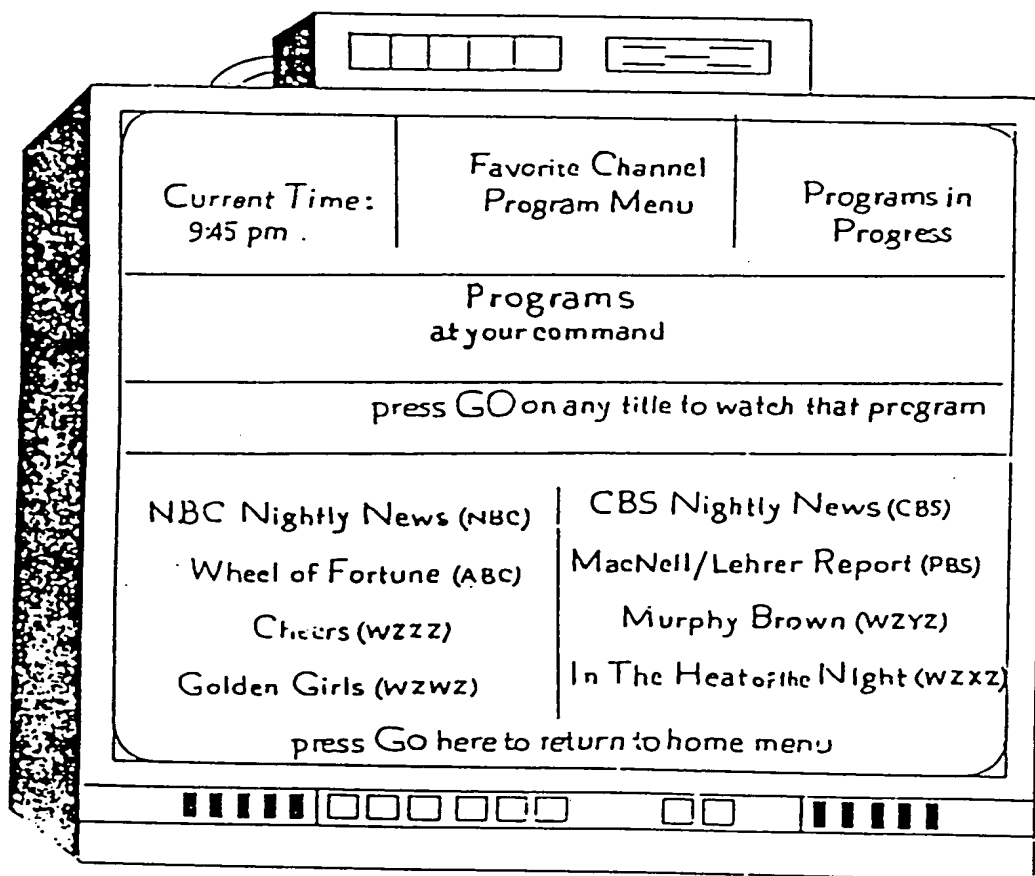 Current Time:
9:45 pm .
Favorite Channel
Program Menu
Programs in
Progress
Programs
at your command
press GO on any title to watch that program
NBC Nightly News (NBC)
Wheel of Fortune (ABC)
Cheers (WZZZ)
Golden Girls (WZWZ)
CBS Nightly News (CBS)
MacNell/Lehrer Report (PBS)
Murphy Brown (WZYZ)
In The Heat of the Night (WZXZ)
press Go here to return to home menu